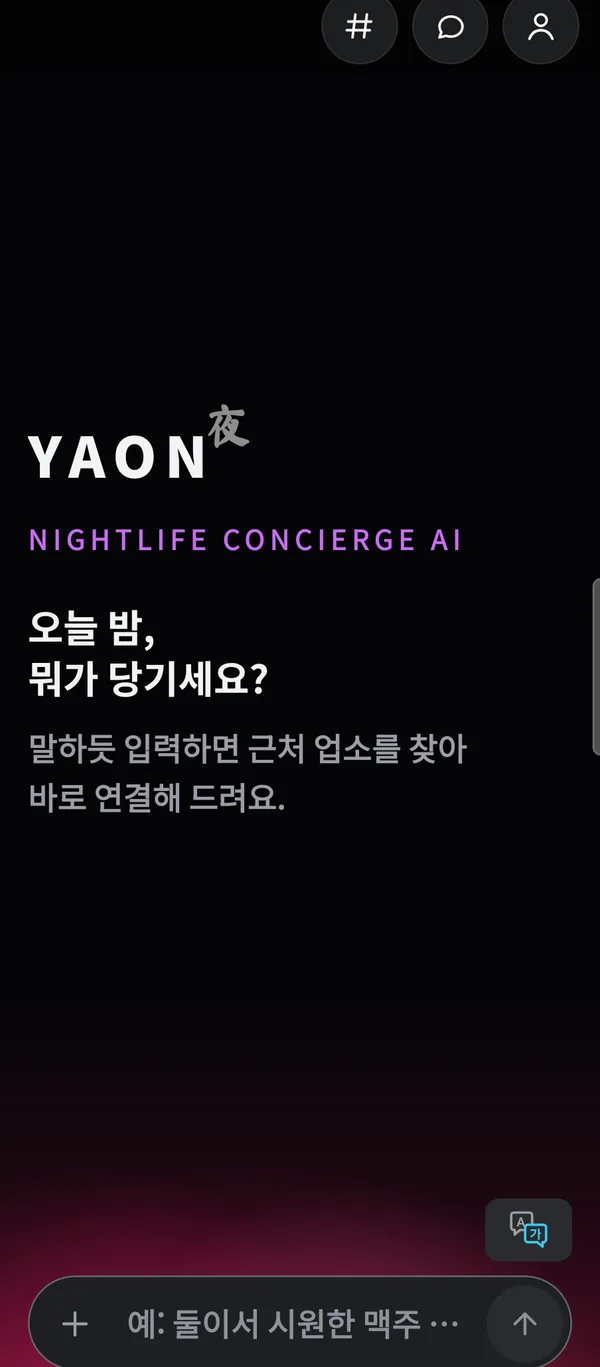 #
YAON夜
NIGHTLIFE CONCIERGE AI
오늘 밤,
뭐가 당기세요?
말하듯 입력하면 근처 업소를 찾아
바로 연결해 드려요.
A 가
예: 둘이서 시원한 맥주 ⋯